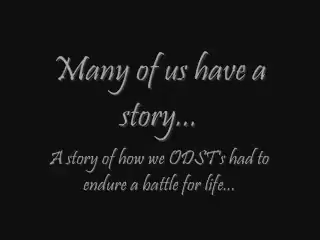 Many of us have a
story...
A story of how we ODST's had to
endure a battle for life...